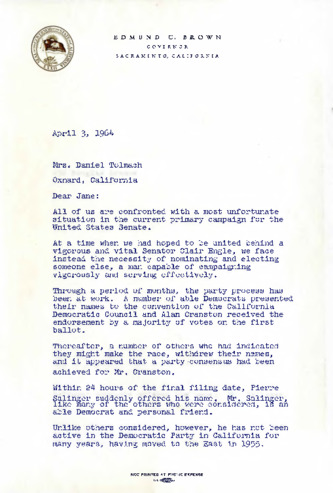 EDMUND G. BROWN
GOVERNOR
SACRAMENTO, CALIFORNIA
April 3, 1964
Mrs. Daniel Tolmach
Oxnard, California
Dear Jane:
All of us are confronted with a most unfortunate
situation in the current primary campaign for the
United States Senate.
At a time when we had hoped to be united behind a
vigorous and vital Senator Clair Engle, we face
instead the necessity of nominating and electing
someone else, a man capable of campaigning
vigorously and serving effectively.
Through a period of months, the party process has
been at work. A number of able Democrats presented
their names to the convention of the California
Democratic Council and Alan Cranston received the
endorsement by a majority of votes on the first
ballot.
Thereafter, a number of others who had indicated
they might make the race, withdrew their names,
and it appeared that a party consensus had been
achieved for Mr. Cranston.
Within 24 hours of the final filing date, Pierre
Salinger suddenly offered his name. Mr. Salinger,
like many of the others who were considered, is an
able Democrat and personal friend.
Unlike others considered, however, he has not been
active in the Democratic Party in California for
many years, having moved to the East in 1955.
NOT PRINTED AT PUBLIC EXPENSE